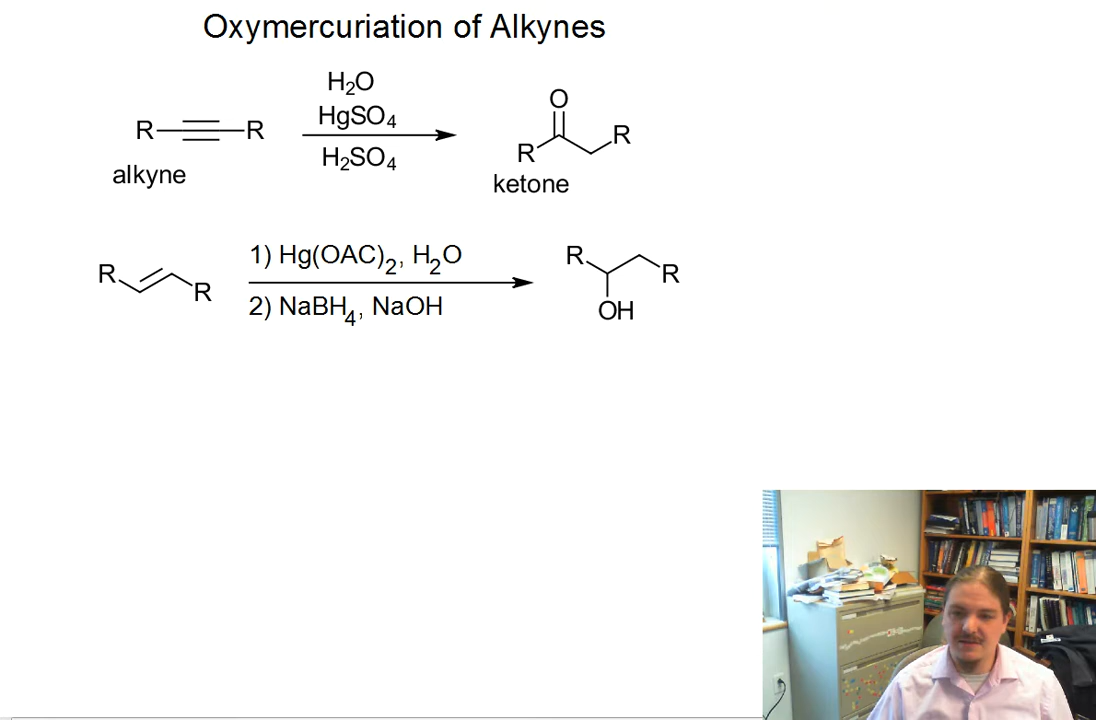 Oxymercuriation of Alkynes
H₂O
HgSO₄
R R
H₂SO₄
alkyne
O
R
R
ketone
1) Hg(OAC)₂, H₂O
R
R
2) NaBH₄, NaOH
R
R
OH